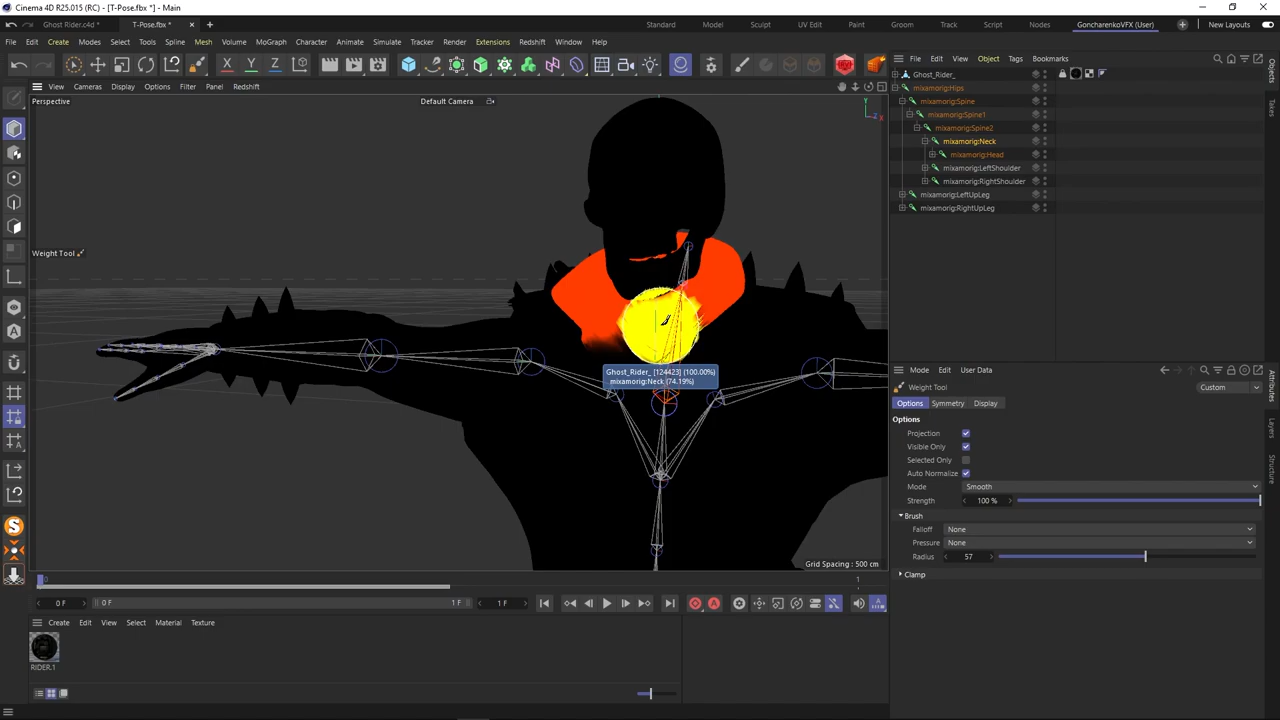 Cinema 4D R25.015 (RC) - [T-Pose.fbx *] - Main
Ghost Rider.c4d *
T-Pose.fbx *
Standard
Model
Sculpt
UV Edit
Paint
Groom
Track
Script
Nodes
GoncharenkoVFX (User)
New Layouts
File
Edit
Create
Modes
Select
Tools
Spline
Mesh
Volume
MoGraph
Character
Animate
Simulate
Tracker
Render
Extensions
Redshift
Window
Help
File
Edit
View
Object
Tags
Bookmarks
View
Cameras
Display
Options
Filter
Panel
Redshift
Perspective
Default Camera
Y
X
Z
Weight Tool
Ghost_Rider_ [124423] (100.00%)
mixamorig:Neck (74.19%)
Grid Spacing : 500 cm
Ghost_Rider_
mixamorig:Hips
mixamorig:Spine
mixamorig:Spine1
mixamorig:Spine2
mixamorig:Neck
mixamorig:Head
mixamorig:LeftShoulder
mixamorig:RightShoulder
mixamorig:LeftUpLeg
mixamorig:RightUpLeg
Objects
Takes
Mode
Edit
User Data
Weight Tool
Custom
Options
Symmetry
Display
Options
Projection
Visible Only
Selected Only
Auto Normalize
Mode
Smooth
Strength
100 %
Brush
Falloff
None
Pressure
None
Radius
57
Clamp
Attributes
Layers
Structure
0
1
0 F
0 F
1 F
1 F
Create
Edit
View
Select
Material
Texture
RIDER.1